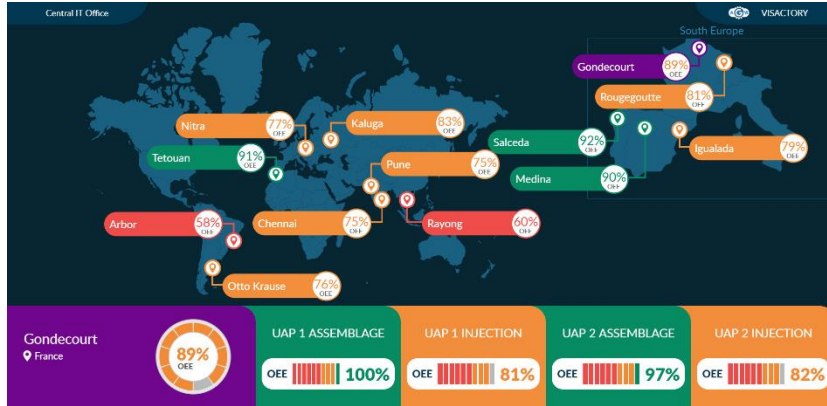 Central IT Office
VISACTORY
South Europe
Gondecourt 89% OEE
Rougegoutte 81% OEE
Nitra 77% OEE
Kaluga 83% OEE
Salceda 92% OEE
Igualada 79% OEE
Tetouan 91% OEE
Pune 75% OEE
Medina 90% OEE
Arbor 58% OEE
Chennai 75% OEE
Rayong 60% OEE
Otto Krause 76% OEE
Gondecourt
France
89%
OEE
UAP 1 ASSEMBLAGE
OEE 100%
UAP 1 INJECTION
OEE 81%
UAP 2 ASSEMBLAGE
OEE 97%
UAP 2 INJECTION
OEE 82%